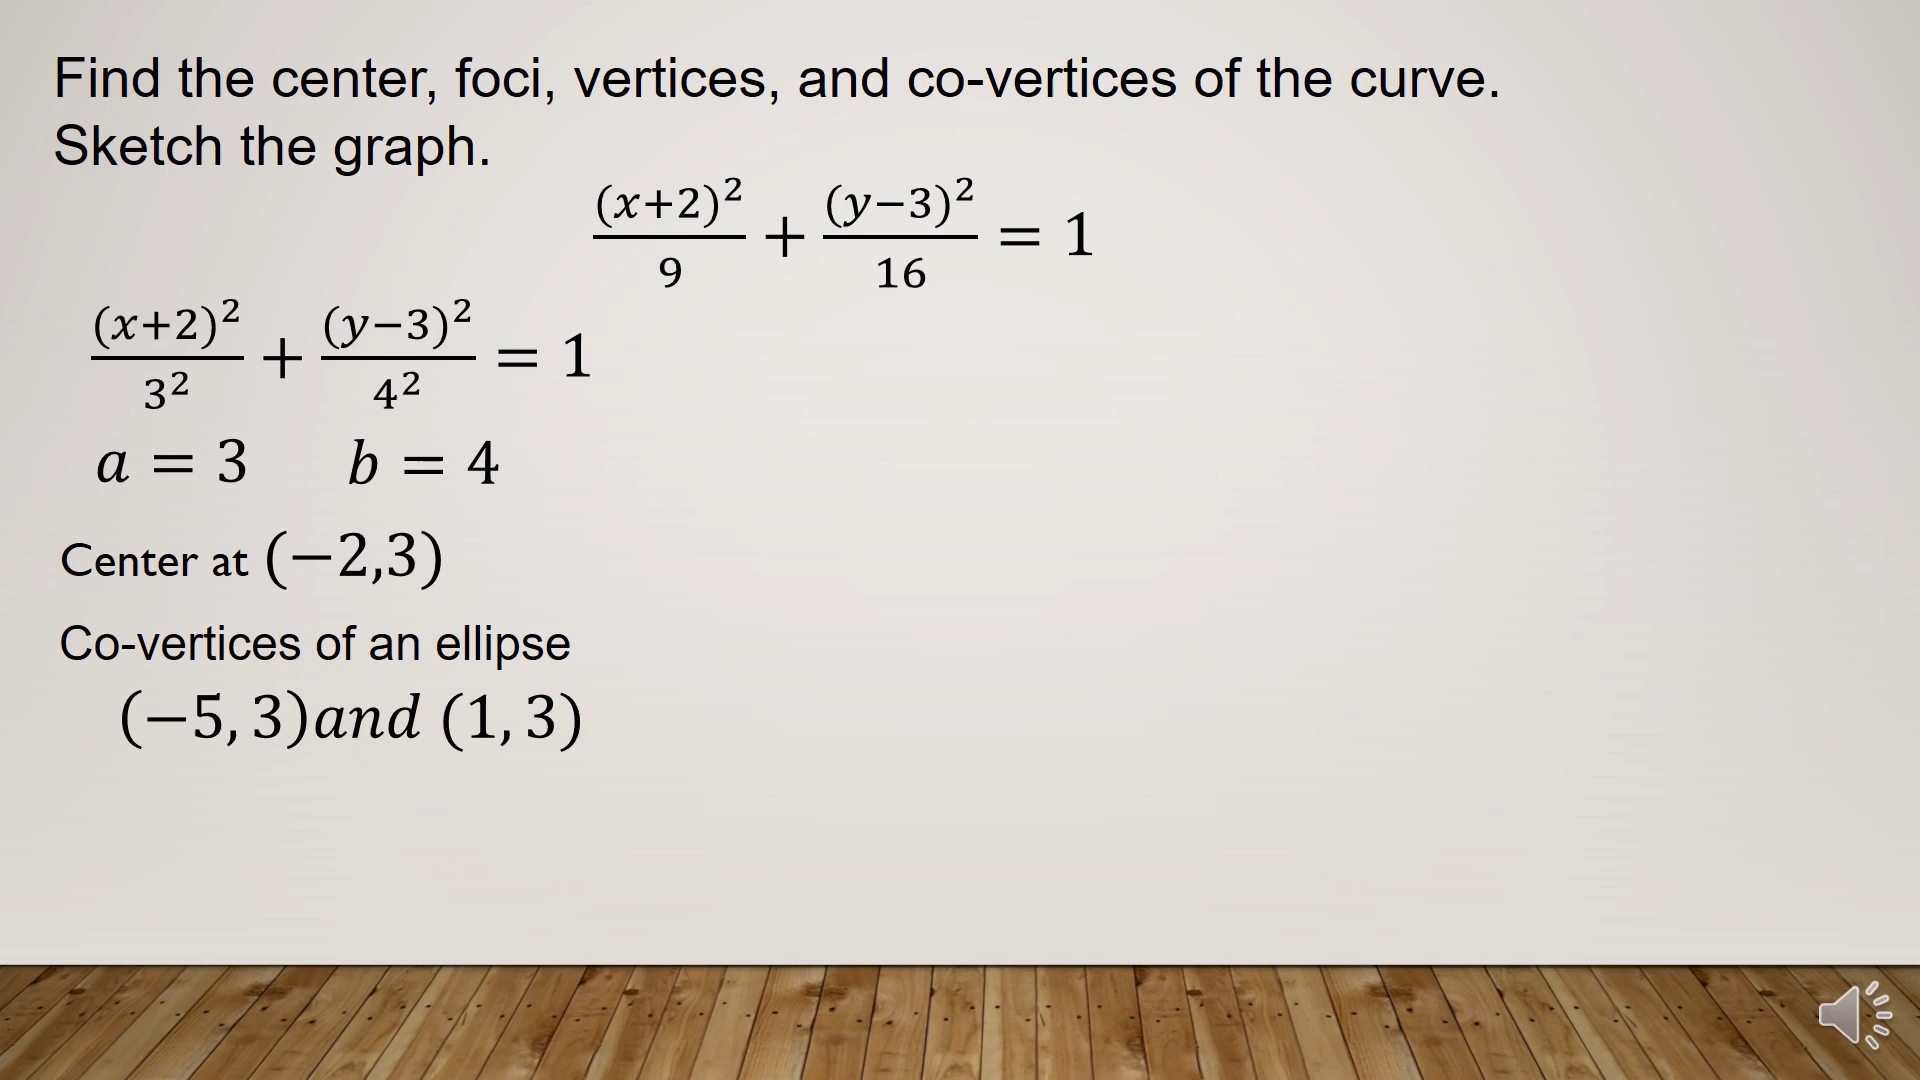 Find the center, foci, vertices, and co-vertices of the curve.
Sketch the graph.
(x+2)²/9 + (y−3)²/16 = 1
(x+2)²/3² + (y−3)²/4² = 1
a = 3 b = 4
Center at (−2,3)
Co-vertices of an ellipse
(−5, 3)and (1, 3)